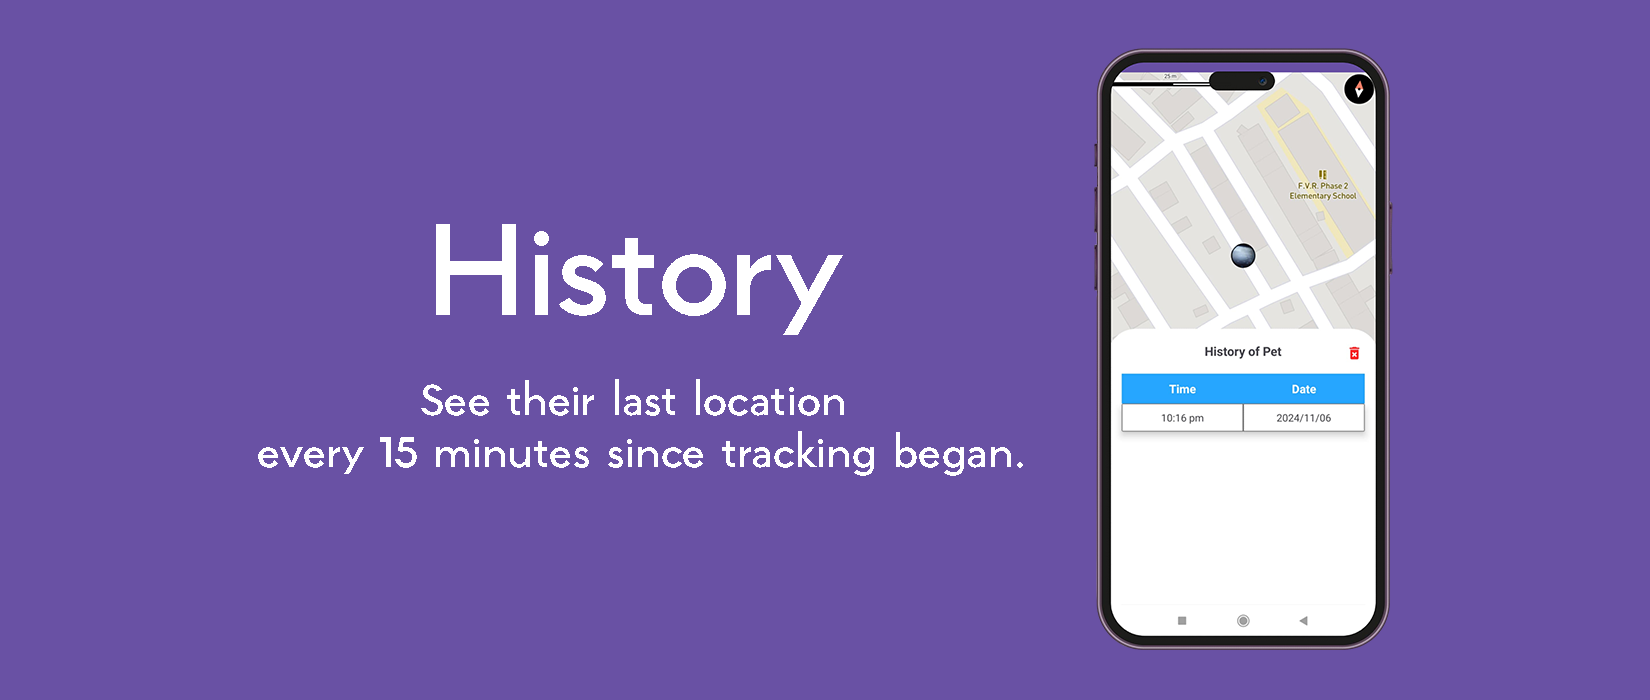 History
See their last location
every 15 minutes since tracking began.
25 m
F.V.R. Phase 2
Elementary School
History of Pet
Time Date
10:16 pm 2024/11/06